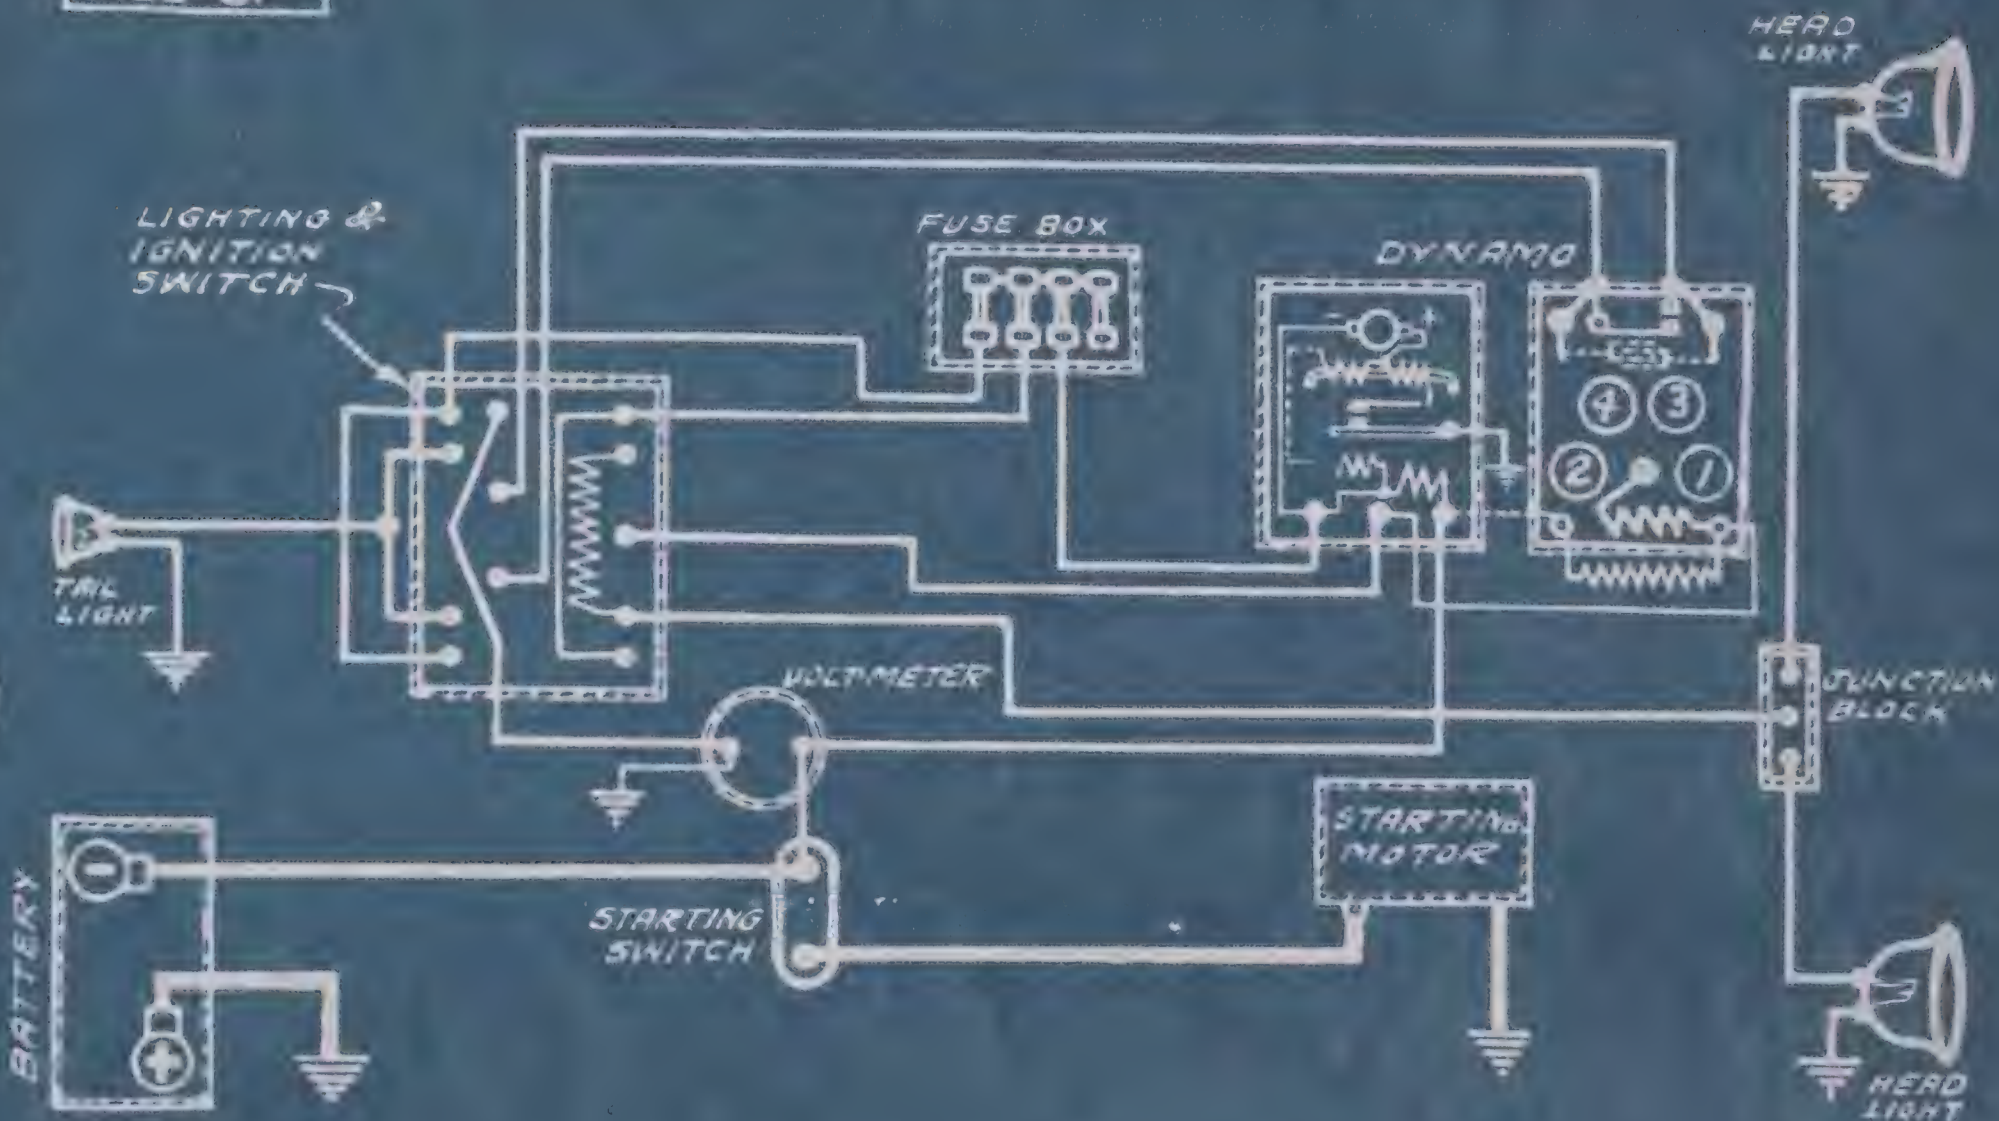 HEAD
LIGHT
LIGHTING &
IGNITION
SWITCH
FUSE BOX
DYNAMO
- +
4 3
2 1
TAIL
LIGHT
VOLT-METER
JUNCTION
BLOCK
STARTING
MOTOR
BATTERY
-
STARTING
SWITCH
+
HEAD
LIGHT